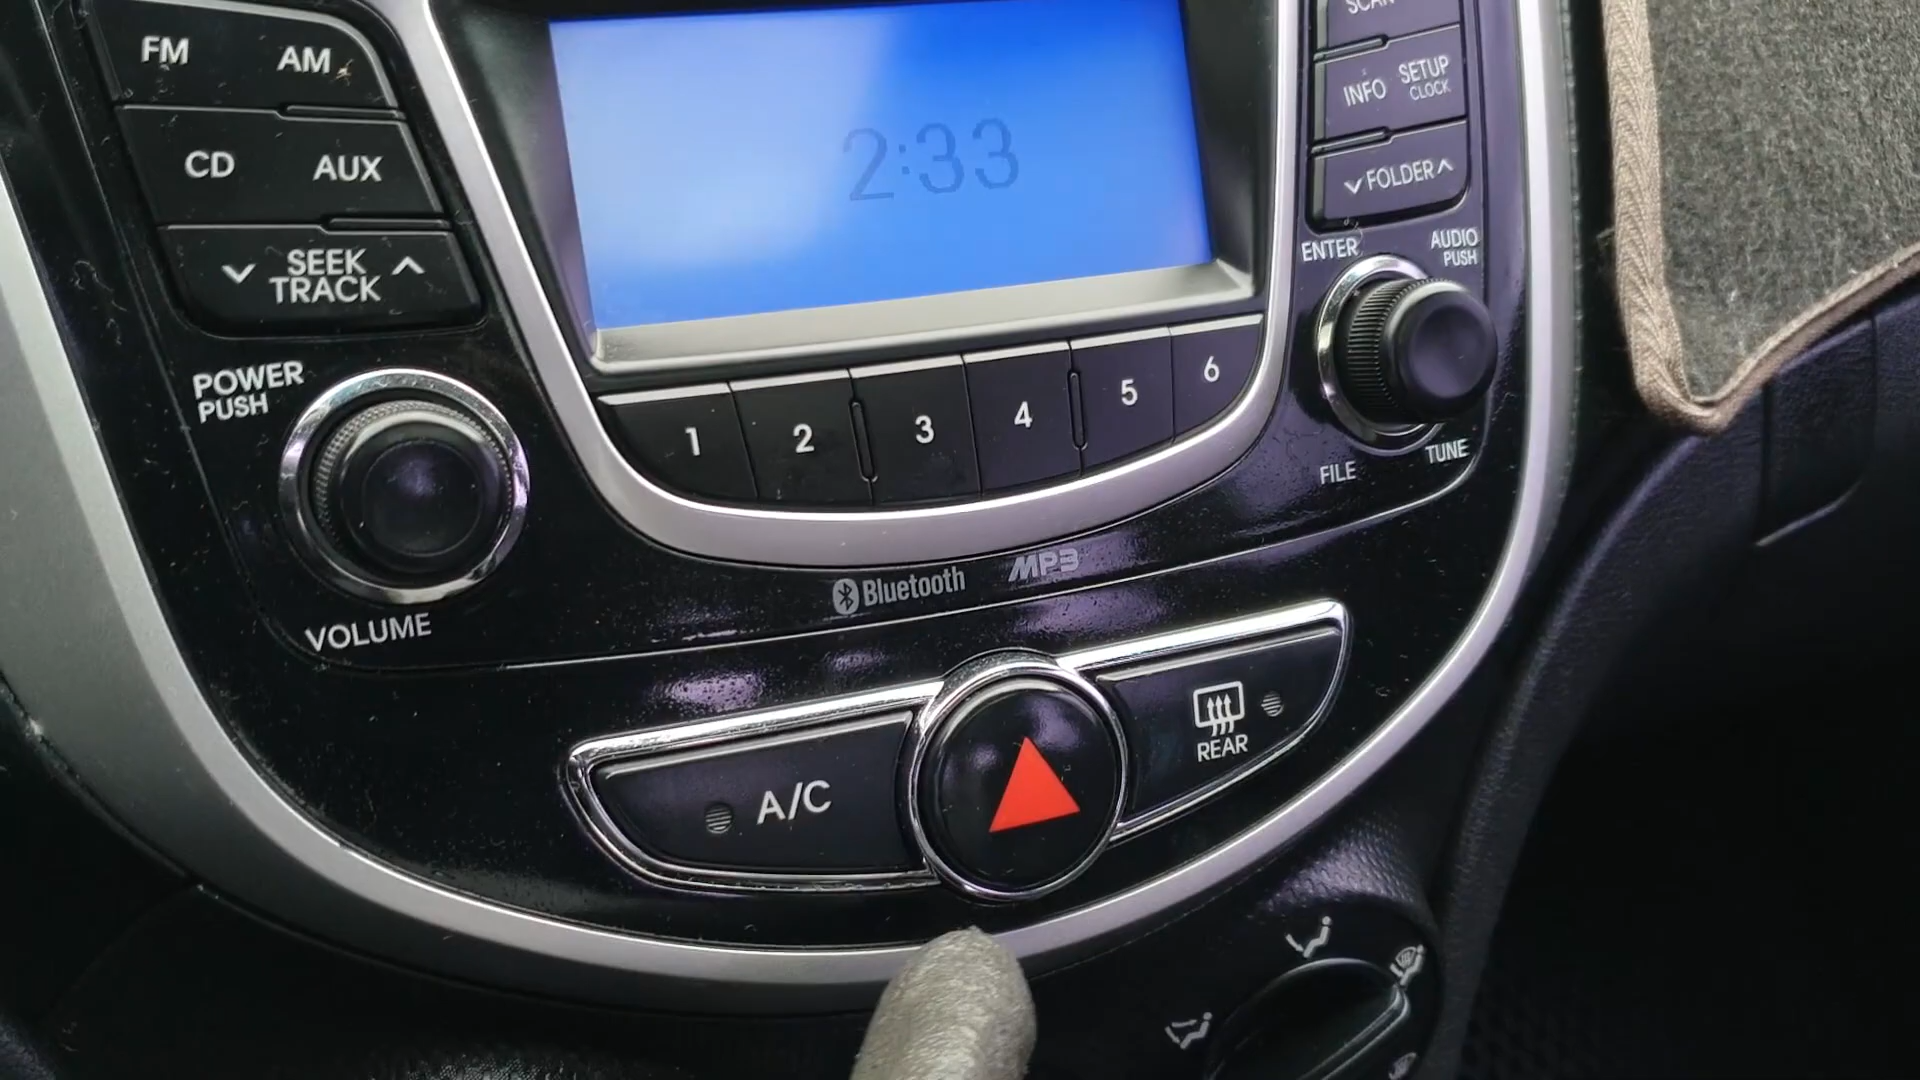 FM AM
CD AUX
SEEK
TRACK
POWER
PUSH
VOLUME
2:33
1 2 3 4 5 6
SCAN
INFO SETUP
CLOCK
FOLDER
ENTER AUDIO
PUSH
FILE TUNE
Bluetooth MP3
A/C
REAR